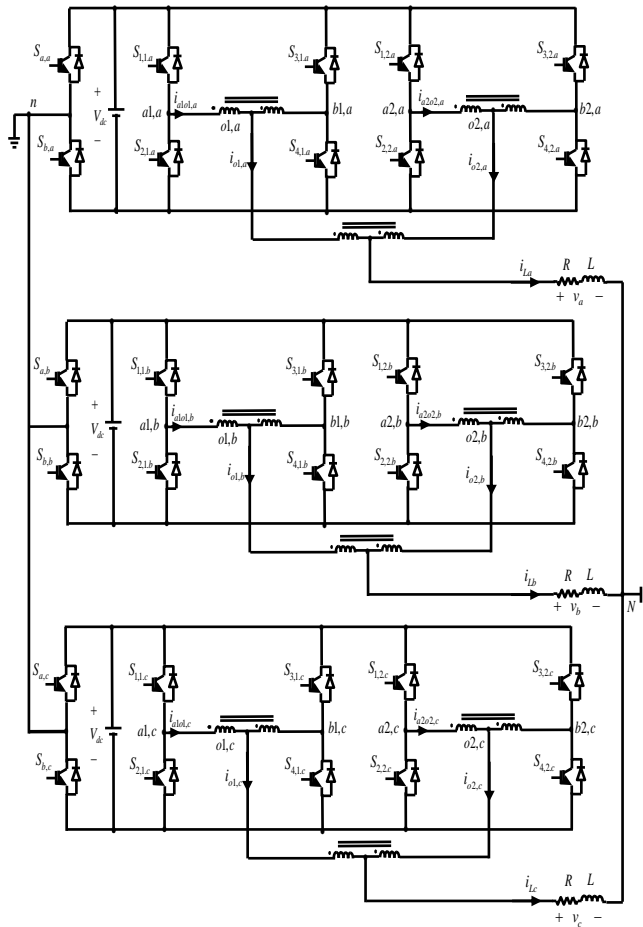 S_{a,a} S_{1,1,a} S_{3,1,a} S_{1,2,a} S_{3,2,a}
n + V_{dc} - a1,a i_{a1o1,a} o1,a b1,a a2,a i_{a2o2,a} o2,a b2,a
S_{b,a} S_{2,1,a} i_{o1,a} S_{4,1,a} S_{2,2,a} i_{o2,a} S_{4,2,a}
i_{La} R L
+ v_a -
S_{a,b} S_{1,1,b} S_{3,1,b} S_{1,2,b} S_{3,2,b}
+ V_{dc} - a1,b i_{a1o1,b} o1,b b1,b a2,b i_{a2o2,b} o2,b b2,b
S_{b,b} S_{2,1,b} i_{o1,b} S_{4,1,b} S_{2,2,b} i_{o2,b} S_{4,2,b}
i_{Lb} R L
+ v_b - N
S_{a,c} S_{1,1,c} S_{3,1,c} S_{1,2,c} S_{3,2,c}
+ V_{dc} - a1,c i_{a1o1,c} o1,c b1,c a2,c i_{a2o2,c} o2,c b2,c
S_{b,c} S_{2,1,c} i_{o1,c} S_{4,1,c} S_{2,2,c} i_{o2,c} S_{4,2,c}
i_{Lc} R L
+ v_c -